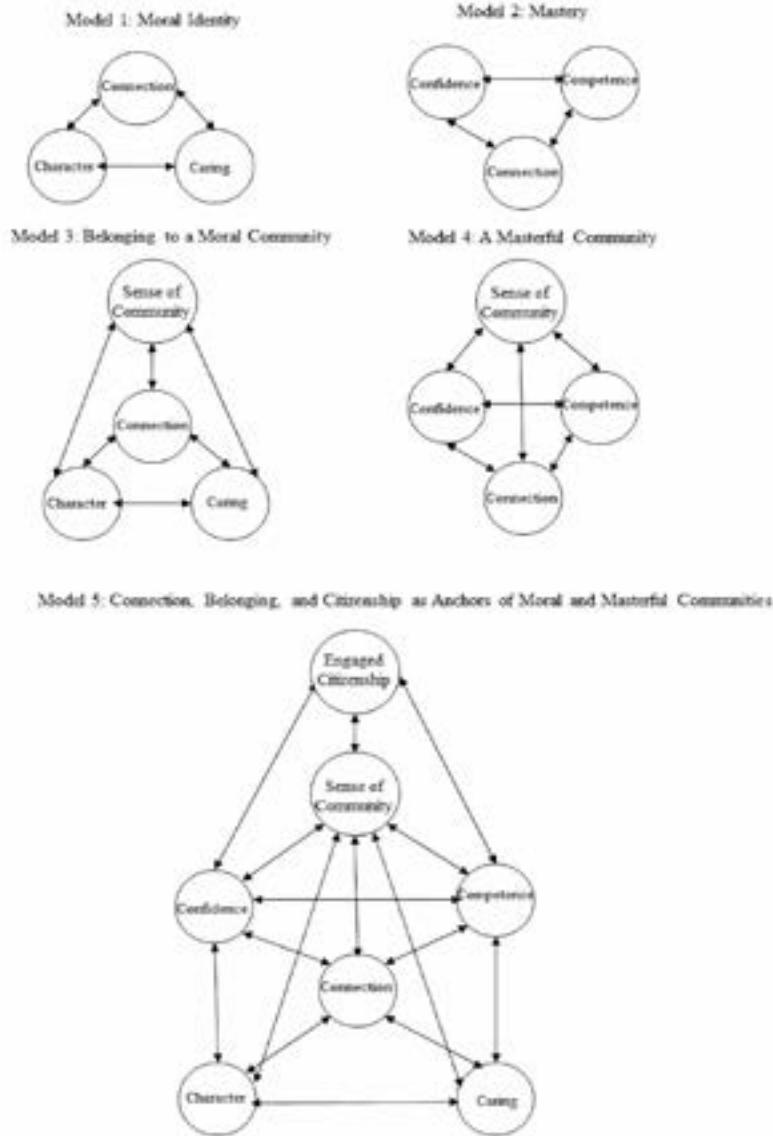 Model 1: Moral Identity
Connection
Character
Caring
Model 2: Mastery
Confidence
Competence
Connection
Model 3: Belonging to a Moral Community
Sense of
Community
Connection
Character
Caring
Model 4: A Masterful Community
Sense of
Community
Confidence
Competence
Connection
Model 5: Connection, Belonging, and Citizenship as Anchors of Moral and Masterful Communities
Engaged
Citizenship
Sense of
Community
Confidence
Competence
Connection
Character
Caring